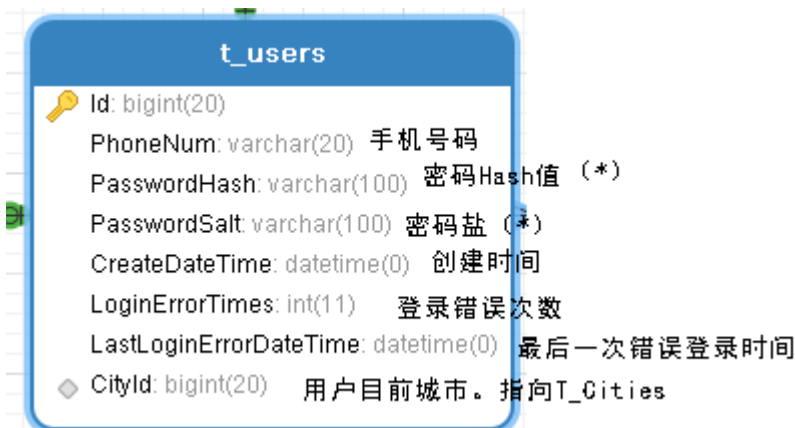 t_users
Id: bigint(20)
PhoneNum: varchar(20) 手机号码
PasswordHash: varchar(100) 密码Hash值 (*)
PasswordSalt: varchar(100) 密码盐 (*)
CreateDateTime: datetime(0) 创建时间
LoginErrorTimes: int(11) 登录错误次数
LastLoginErrorDateTime: datetime(0) 最后一次错误登录时间
CityId: bigint(20) 用户目前城市。指向T_Cities